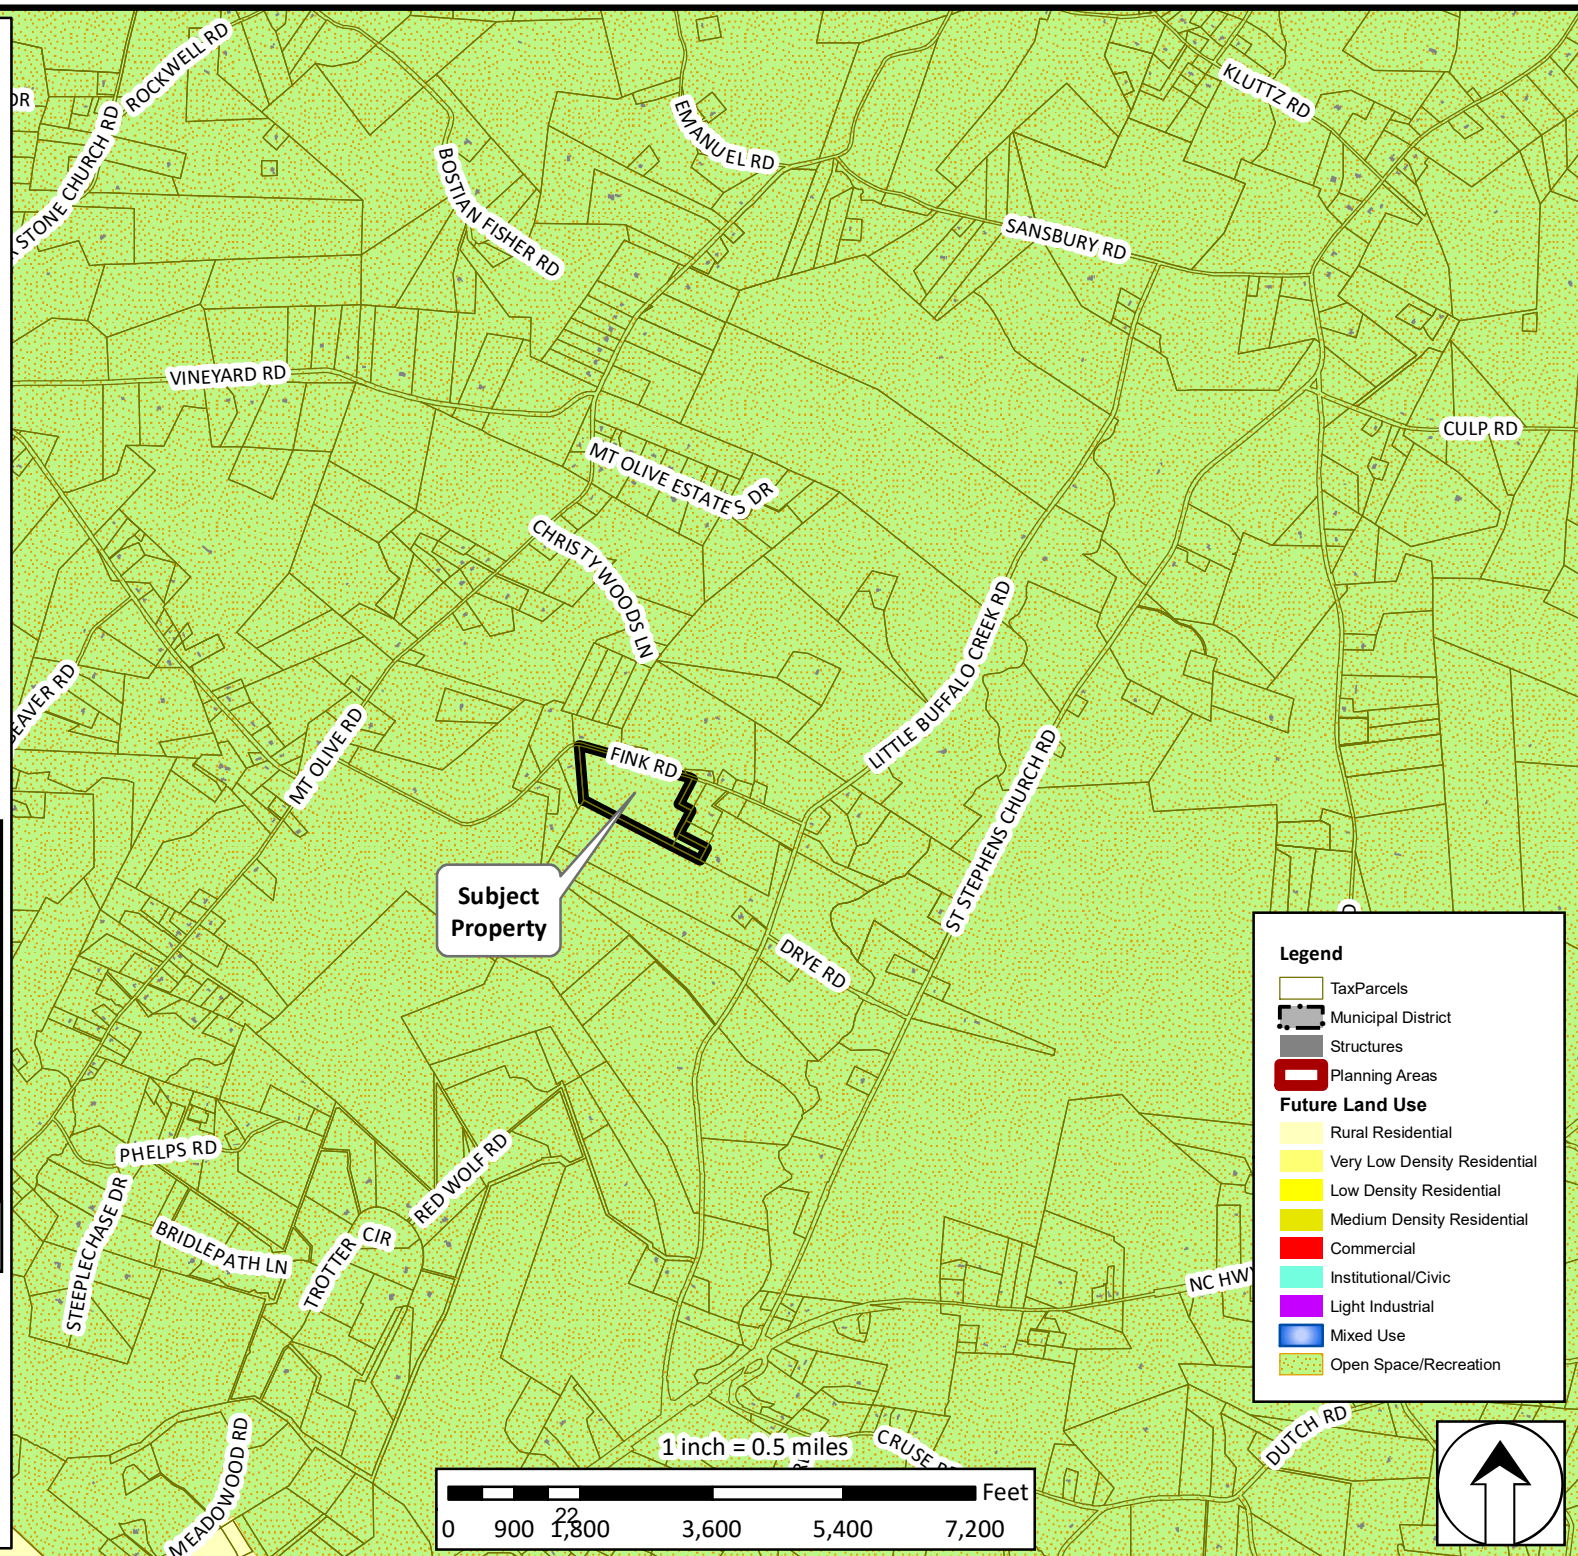 ROCKWELL RD
DR
STONE CHURCH RD
BOSTIAN FISHER RD
EMANUEL RD
KLUTTZ RD
SANSBURY RD
VINEYARD RD
CULP RD
MT OLIVE ESTATES DR
CHRISTY WOODS LN
LITTLE BUFFALO CREEK RD
BEAVER RD
MT OLIVE RD
FINK RD
ST STEPHENS CHURCH RD
Subject
Property
DRYE RD
D
PHELPS RD
RED WOLF RD
STEEPLECHASE DR
BRIDLEPATH LN
TROTTER CIR
NC HWY
MEADOWOOD RD
CRUSE
DUTCH RD
Legend
TaxParcels
Municipal District
Structures
Planning Areas
Future Land Use
Rural Residential
Very Low Density Residential
Low Density Residential
Medium Density Residential
Commercial
Institutional/Civic
Light Industrial
Mixed Use
Open Space/Recreation
1 inch = 0.5 miles
Feet
22
0 900 1,800 3,600 5,400 7,200